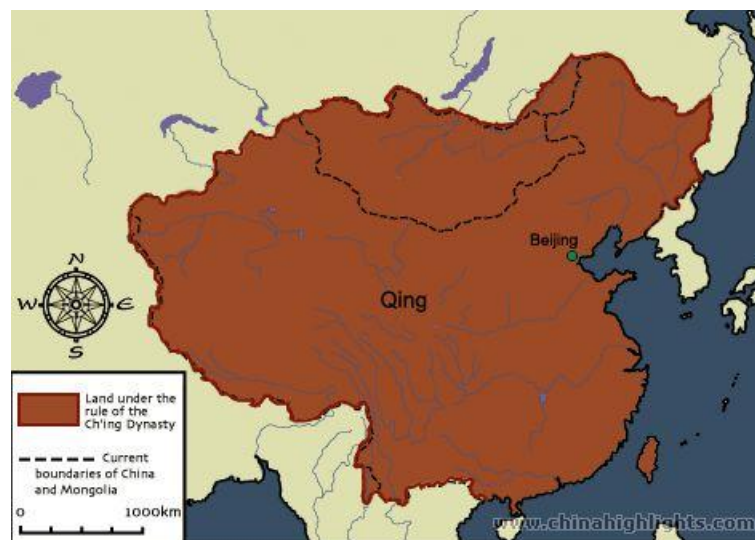 Beijing
Qing
N
W
E
S
Land under the
rule of the
Ch'ing Dynasty
Current
boundaries of China
and Mongolia
0
1000km
www.chinahighlights.com